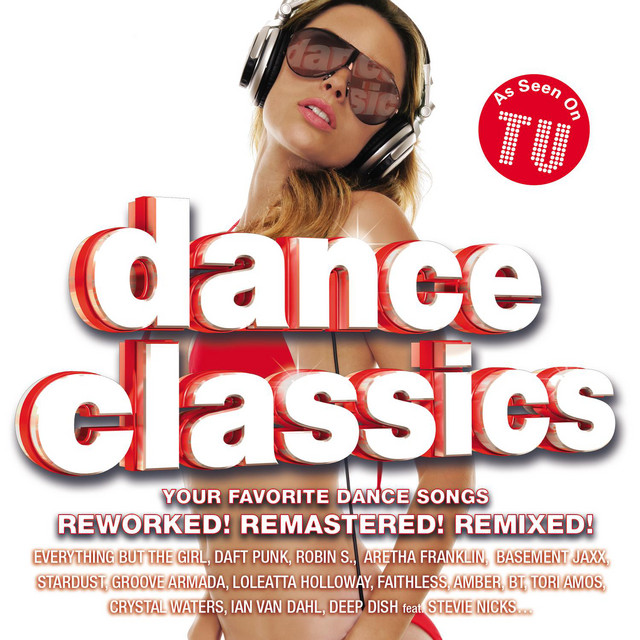 dance
classics
As Seen On
TV
dance
classics
YOUR FAVORITE DANCE SONGS
REWORKED! REMASTERED! REMIXED!
EVERYTHING BUT THE GIRL, DAFT PUNK, ROBIN S., ARETHA FRANKLIN, BASEMENT JAXX,
STARDUST, GROOVE ARMADA, LOLEATTA HOLLOWAY, FAITHLESS, AMBER, BT, TORI AMOS,
CRYSTAL WATERS, IAN VAN DAHL, DEEP DISH feat. STEVIE NICKS...